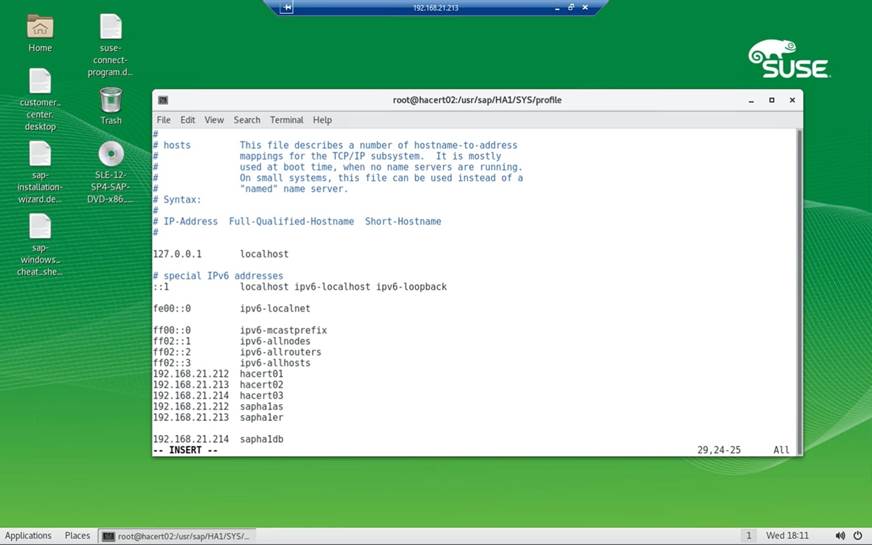 192.168.21.213
Home
suse-
connect-
program.d...
customer_
center.
desktop
Trash
sap-
installation-
wizard.de...
SLE-12-
SP4-SAP-
DVD-x86_...
sap-
windows_
cheat_she...
SUSE
root@hacert02:/usr/sap/HA1/SYS/profile
File Edit View Search Terminal Help
#
# hosts This file describes a number of hostname-to-address
# mappings for the TCP/IP subsystem. It is mostly
# used at boot time, when no name servers are running.
# On small systems, this file can be used instead of a
# "named" name server.
# Syntax:
#
# IP-Address Full-Qualified-Hostname Short-Hostname
#
127.0.0.1 localhost
# special IPv6 addresses
::1 localhost ipv6-localhost ipv6-loopback
fe00::0 ipv6-localnet
ff00::0 ipv6-mcastprefix
ff02::1 ipv6-allnodes
ff02::2 ipv6-allrouters
ff02::3 ipv6-allhosts
192.168.21.212 hacert01
192.168.21.213 hacert02
192.168.21.214 hacert03
192.168.21.212 sapha1as
192.168.21.213 sapha1er
192.168.21.214 sapha1db
-- INSERT -- 29,24-25 All
Applications Places root@hacert02:/usr/sap/HA1/SYS/... 1 Wed 18:11